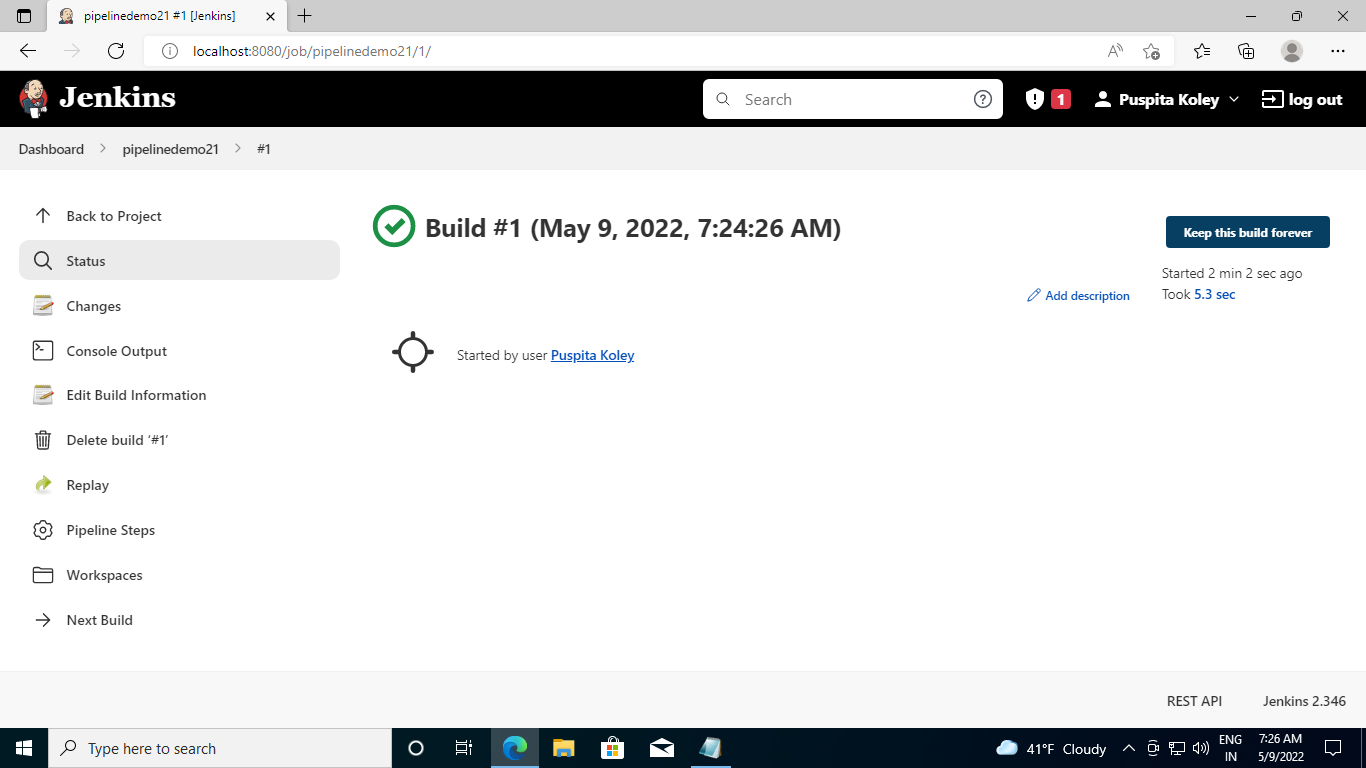 pipelinedemo21 #1 [Jenkins]
localhost:8080/job/pipelinedemo21/1/
Jenkins
Search
1
Puspita Koley
log out
Dashboard
pipelinedemo21
#1
Back to Project
Status
Changes
Console Output
Edit Build Information
Delete build ‘#1’
Replay
Pipeline Steps
Workspaces
Next Build
Build #1 (May 9, 2022, 7:24:26 AM)
Keep this build forever
Started 2 min 2 sec ago
Took 5.3 sec
Add description
Started by user Puspita Koley
REST API
Jenkins 2.346
Type here to search
41°F Cloudy
ENG
IN
7:26 AM
5/9/2022